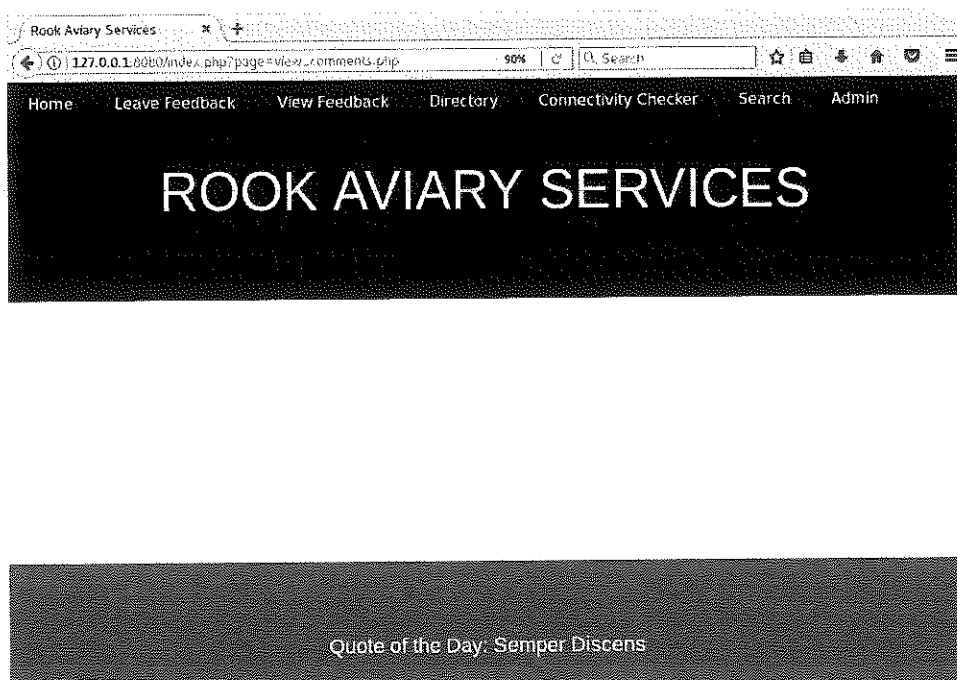 Rook Aviary Services
127.0.0.1:8080/index.php?page=view_comments.php 90% Search
Home Leave Feedback View Feedback Directory Connectivity Checker Search Admin
ROOK AVIARY SERVICES
Quote of the Day: Semper Discens